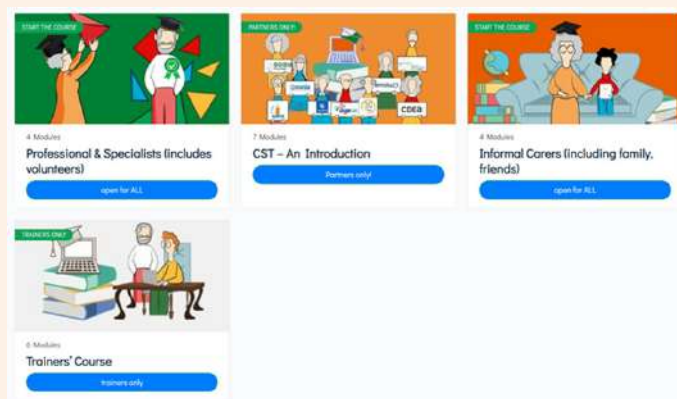 START THE COURSE
4 Modules
Professional & Specialists (includes
volunteers)
open for ALL
PARTNERS ONLY!
CDEA
7 Modules
CST – An Introduction
Partners only!
START THE COURSE
4 Modules
Informal Carers (including family,
friends)
open for ALL
TRAINERS ONLY
6 Modules
Trainers' Course
trainers only